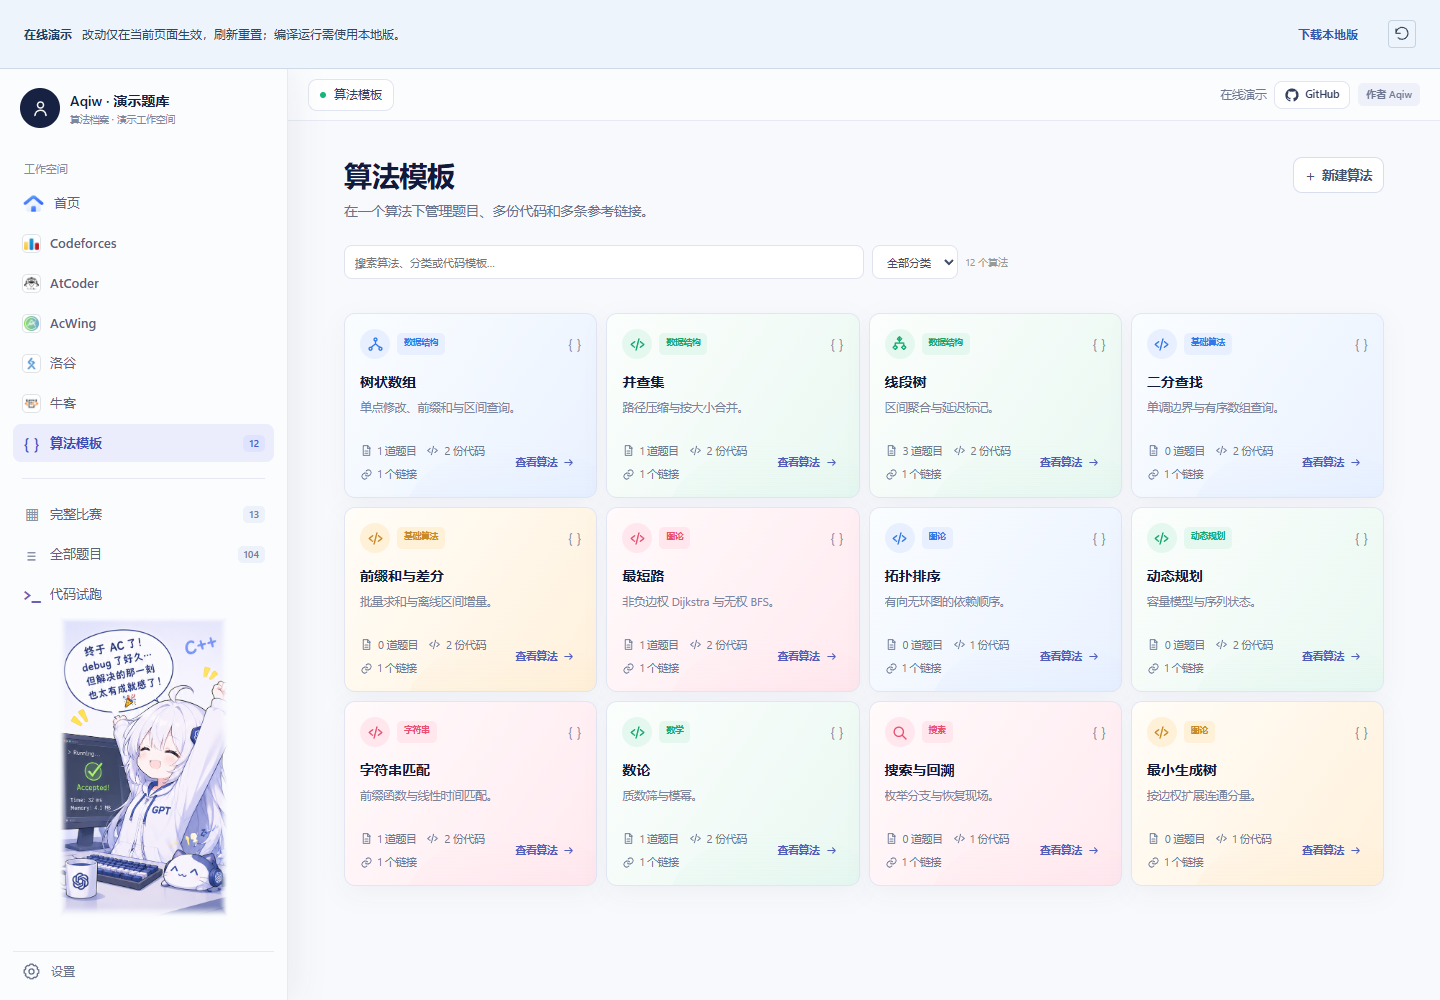 在线演示 改动仅在当前页面生效，刷新重置；编译运行需使用本地版。
下载本地版
Aqiw · 演示题库
算法档案 · 演示工作空间
工作空间
首页
Codeforces
AtCoder
AcWing
洛谷
牛客
{ } 算法模板 12
完整比赛 13
全部题目 104
代码试跑
终于 AC 了！
debug 了好久…
但解决的那一刻
也太有成就感了！
C++
> Running...
Accepted!
Time: 32 ms
Memory: 4.1 MB
GPT
设置
算法模板
在线演示 GitHub 作者 Aqiw
算法模板
+ 新建算法
在一个算法下管理题目、多份代码和多条参考链接。
搜索算法、分类或代码模板...
全部分类
12 个算法
数据结构 { }
树状数组
单点修改、前缀和与区间查询。
1 道题目 2 份代码
1 个链接
查看算法 →
数据结构 { }
并查集
路径压缩与按大小合并。
1 道题目 2 份代码
1 个链接
查看算法 →
数据结构 { }
线段树
区间聚合与延迟标记。
3 道题目 2 份代码
1 个链接
查看算法 →
基础算法 { }
二分查找
单调边界与有序数组查询。
0 道题目 2 份代码
1 个链接
查看算法 →
基础算法 { }
前缀和与差分
批量求和与离线区间增量。
0 道题目 2 份代码
1 个链接
查看算法 →
图论 { }
最短路
非负边权 Dijkstra 与无权 BFS。
1 道题目 2 份代码
1 个链接
查看算法 →
图论 { }
拓扑排序
有向无环图的依赖顺序。
0 道题目 1 份代码
1 个链接
查看算法 →
动态规划 { }
动态规划
容量模型与序列状态。
0 道题目 2 份代码
1 个链接
查看算法 →
字符串 { }
字符串匹配
前缀函数与线性时间匹配。
1 道题目 2 份代码
1 个链接
查看算法 →
数学 { }
数论
质数筛与模幂。
1 道题目 2 份代码
1 个链接
查看算法 →
搜索 { }
搜索与回溯
枚举分支与恢复现场。
0 道题目 1 份代码
1 个链接
查看算法 →
图论 { }
最小生成树
按边权扩展连通分量。
0 道题目 1 份代码
1 个链接
查看算法 →